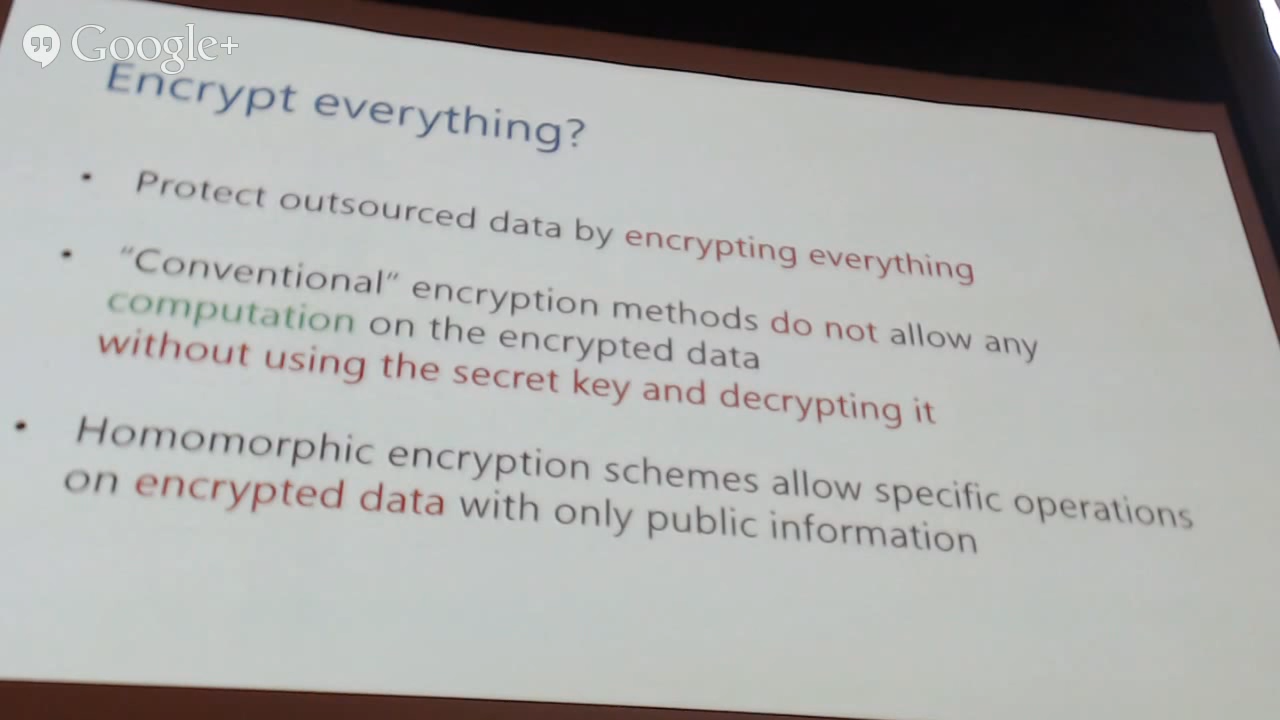 Google+
Encrypt everything?
• Protect outsourced data by encrypting everything
• “Conventional” encryption methods do not allow any
computation on the encrypted data
without using the secret key and decrypting it
• Homomorphic encryption schemes allow specific operations
on encrypted data with only public information